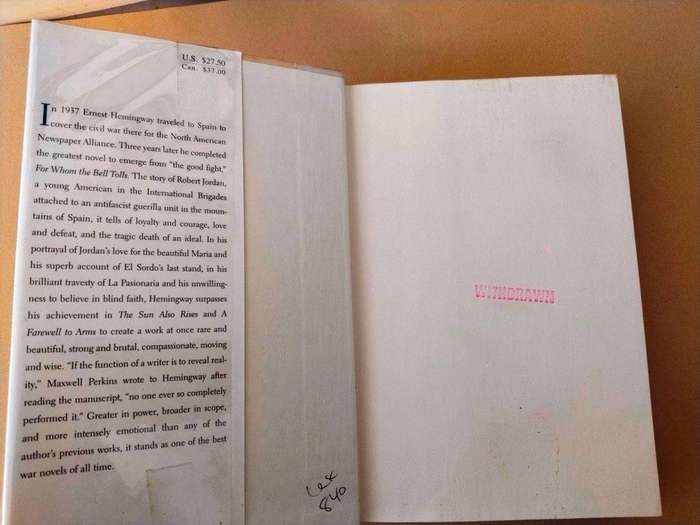 U.S. $27.50
Can. $37.00
In 1937 Ernest Hemingway traveled to Spain to
cover the civil war there for the North American
Newspaper Alliance. Three years later he completed
the greatest novel to emerge from “the good fight,”
For Whom the Bell Tolls. The story of Robert Jordan,
a young American in the International Brigades
attached to an antifascist guerilla unit in the moun-
tains of Spain, it tells of loyalty and courage, love
and defeat, and the tragic death of an ideal. In his
portrayal of Jordan’s love for the beautiful Maria and
his superb account of El Sordo’s last stand, in his
brilliant travesty of La Pasionaria and his unwilling-
ness to believe in blind faith, Hemingway surpasses
his achievement in The Sun Also Rises and A
Farewell to Arms to create a work at once rare and
beautiful, strong and brutal, compassionate, moving
and wise. “If the function of a writer is to reveal real-
ity,” Maxwell Perkins wrote to Hemingway after
reading the manuscript, “no one ever so completely
performed it.” Greater in power, broader in scope,
and more intensely emotional than any of the
author’s previous works, it stands as one of the best
war novels of all time.
840
WITHDRAWN